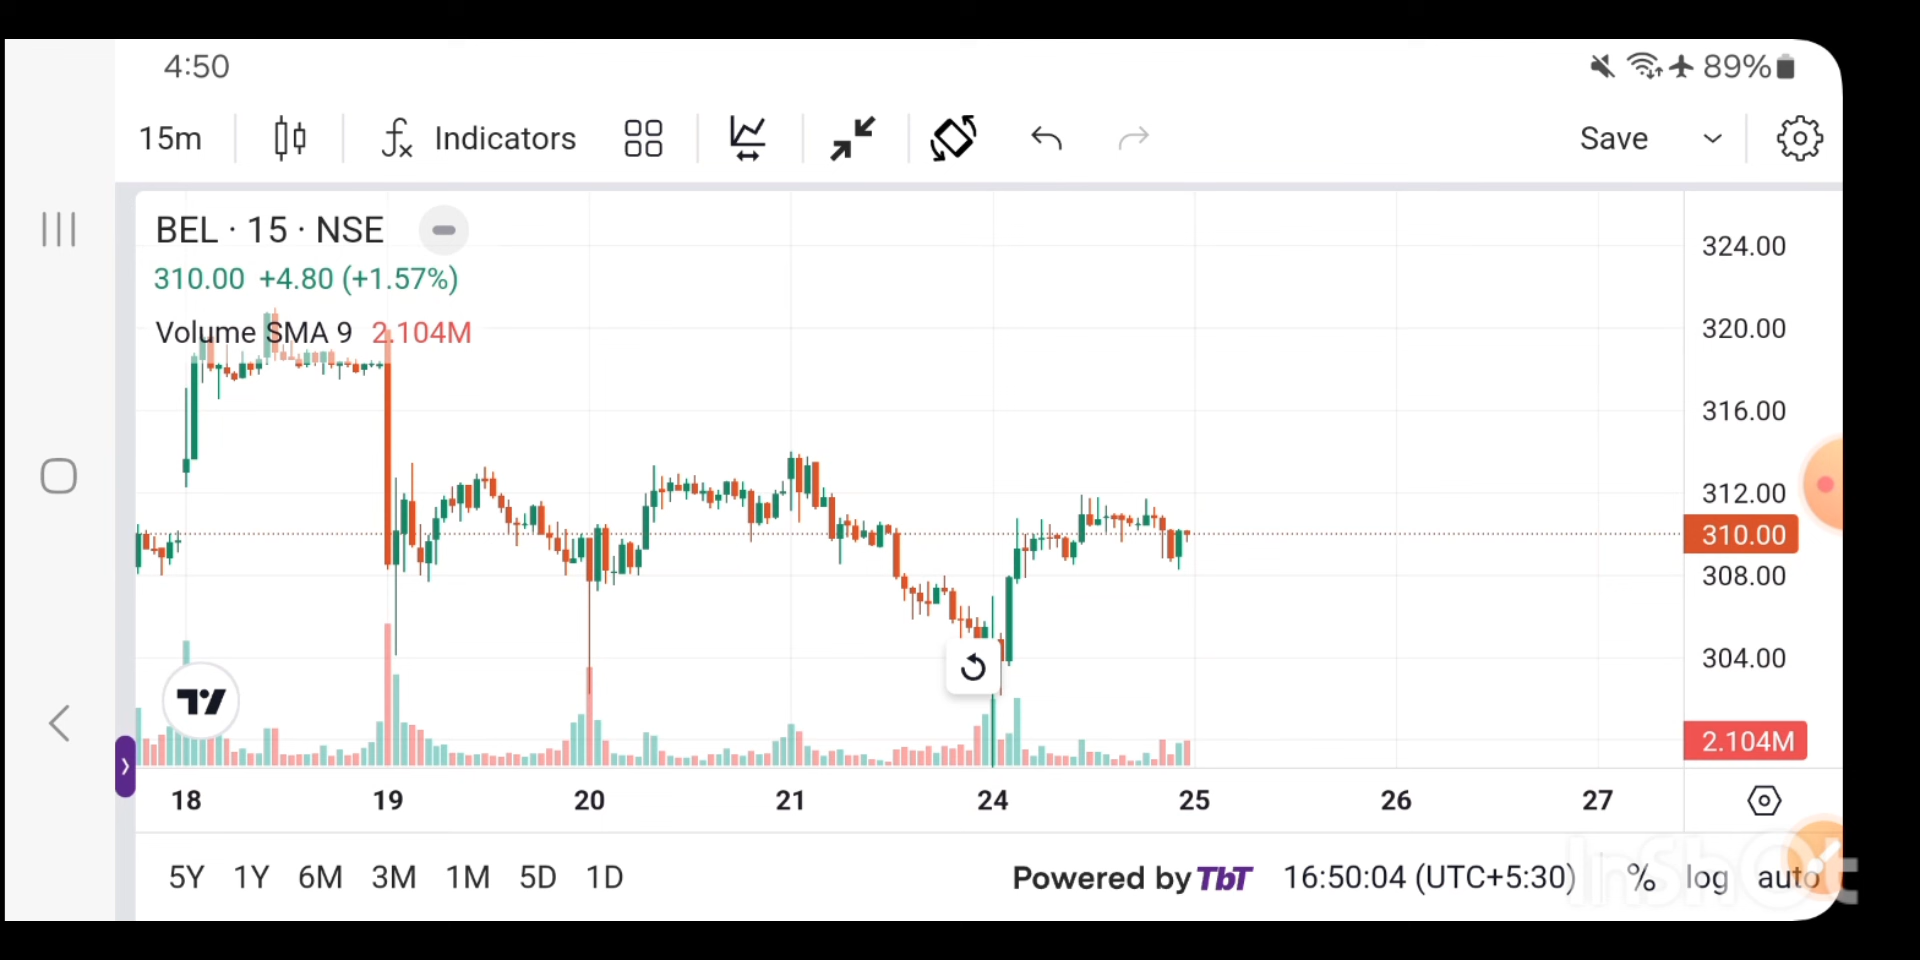 4:50
89%
15m
Indicators
Save
BEL · 15 · NSE
310.00 +4.80 (+1.57%)
Volume SMA 9 2.104M
324.00
320.00
316.00
312.00
310.00
308.00
304.00
2.104M
18 19 20 21 24 25 26 27
5Y 1Y 6M 3M 1M 5D 1D
Powered by TbT
16:50:04 (UTC+5:30)
% log auto
InShOt